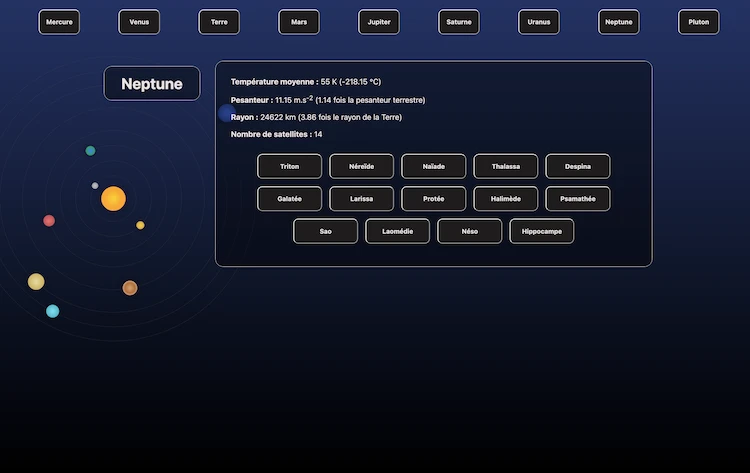 Mercure Venus Terre Mars Jupiter Saturne Uranus Neptune Pluton
Neptune
Température moyenne : 55 K (-218.15 °C)
Pesanteur : 11.15 m.s⁻² (1.14 fois la pesanteur terrestre)
Rayon : 24622 km (3.86 fois le rayon de la Terre)
Nombre de satellites : 14
Triton Néréide Naïade Thalassa Despina
Galatée Larissa Protée Halimède Psamathée
Sao Laomédie Néso Hippocampe